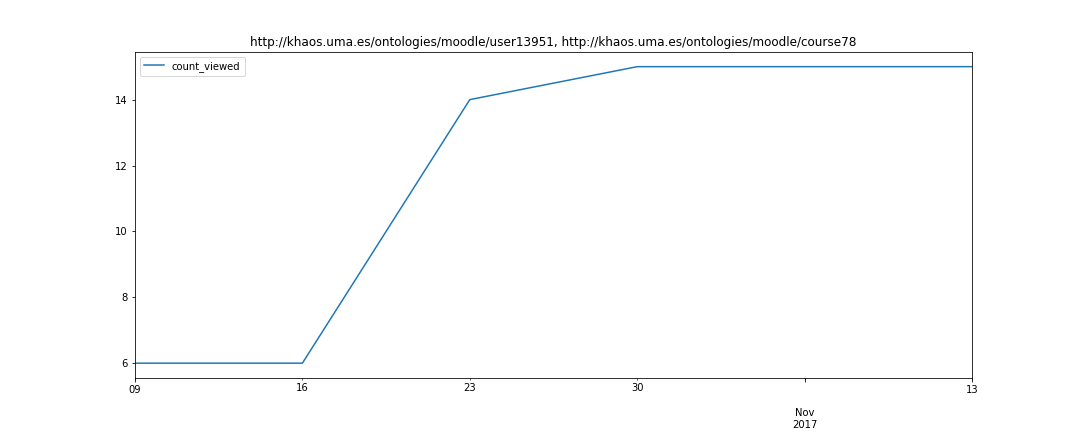 http://khaos.uma.es/ontologies/moodle/user13951, http://khaos.uma.es/ontologies/moodle/course78
count_viewed
14
12
10
8
6
09 16 23 30 13
Nov
2017